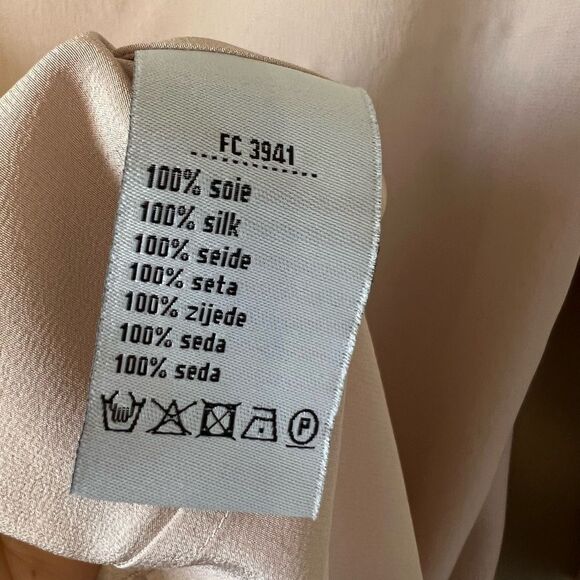 FC 3941
100% soie
100% silk
100% seide
100% seta
100% zijede
100% seda
100% seda
P